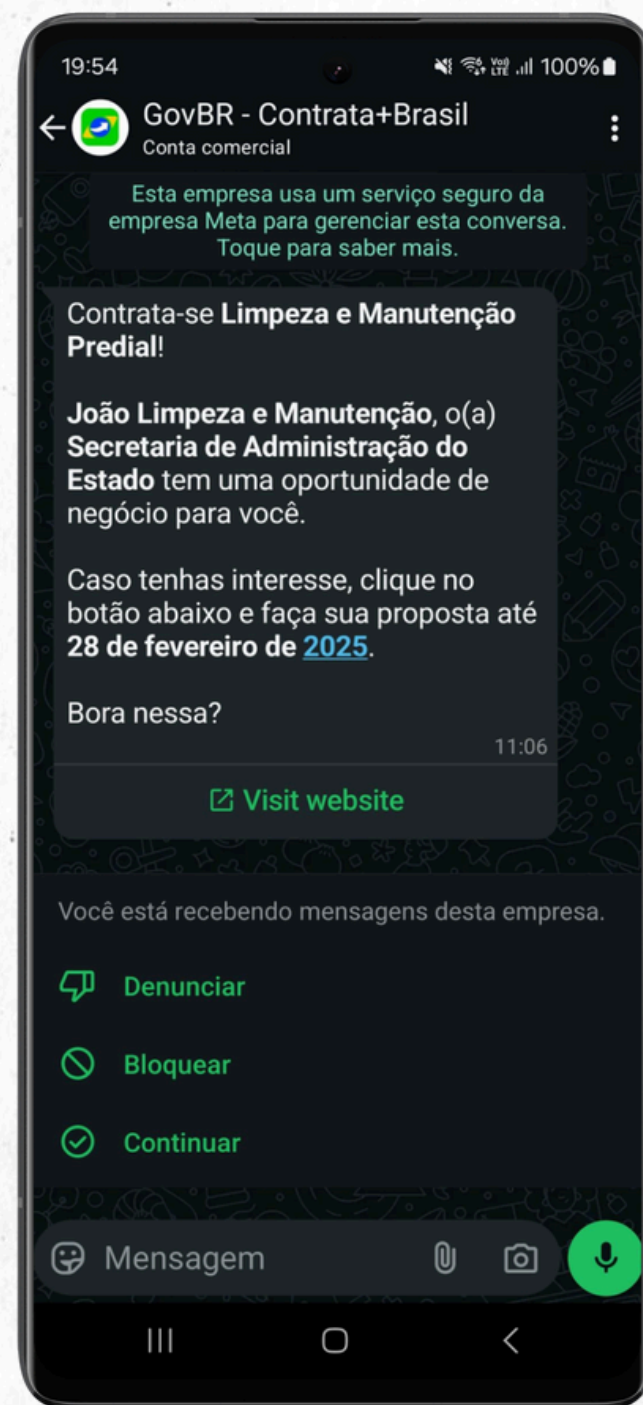 19:54 Vo)) LTE 100%
GovBR - Contrata+Brasil
Conta comercial
Esta empresa usa um serviço seguro da
empresa Meta para gerenciar esta conversa.
Toque para saber mais.
Contrata-se Limpeza e Manutenção
Predial!
João Limpeza e Manutenção, o(a)
Secretaria de Administração do
Estado tem uma oportunidade de
negócio para você.
Caso tenhas interesse, clique no
botão abaixo e faça sua proposta até
28 de fevereiro de 2025.
Bora nessa?
11:06
Visit website
Você está recebendo mensagens desta empresa.
Denunciar
Bloquear
Continuar
Mensagem